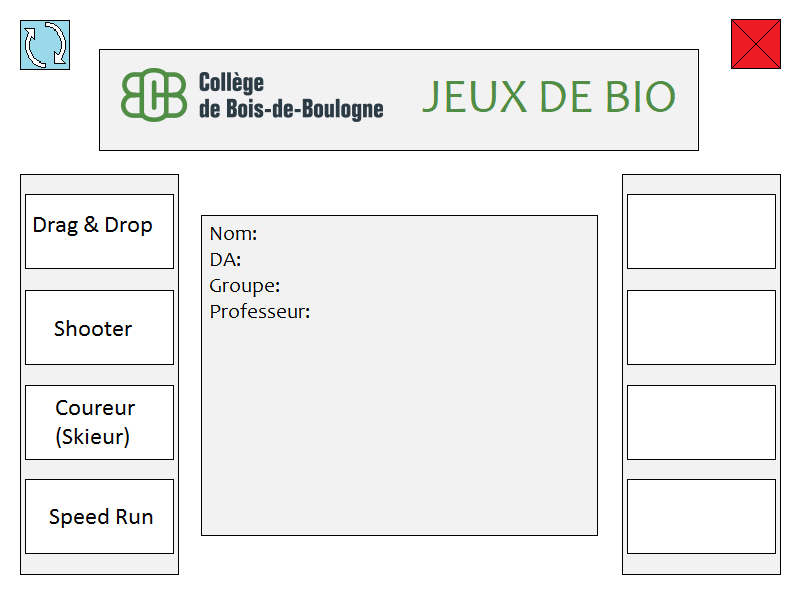 BCB
Collège
de Bois-de-Boulogne
JEUX DE BIO
Drag & Drop
Shooter
Coureur
(Skieur)
Speed Run
Nom:
DA:
Groupe:
Professeur: